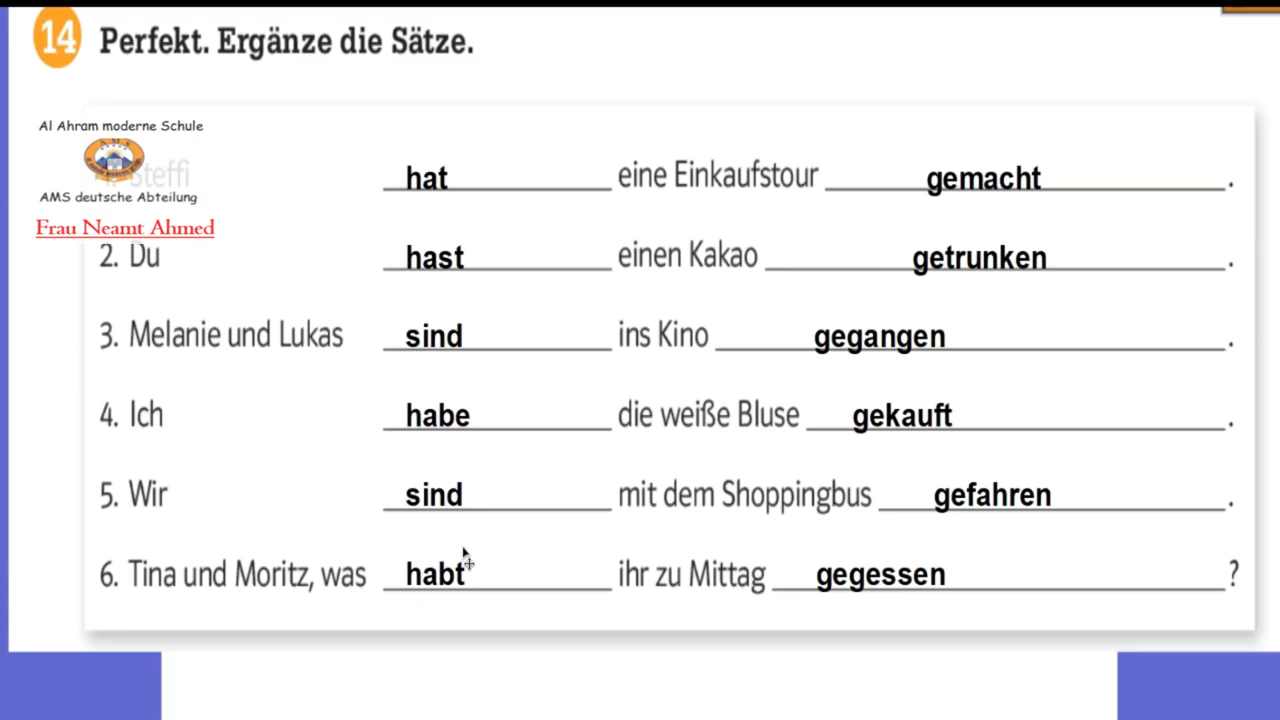 14 Perfekt. Ergänze die Sätze.
Al Ahram moderne Schule
AMS
AMS deutsche Abteilung
Frau Neamt Ahmed
1. Steffi hat eine Einkaufstour gemacht.
2. Du hast einen Kakao getrunken.
3. Melanie und Lukas sind ins Kino gegangen.
4. Ich habe die weiße Bluse gekauft.
5. Wir sind mit dem Shoppingbus gefahren.
6. Tina und Moritz, was habt ihr zu Mittag gegessen?